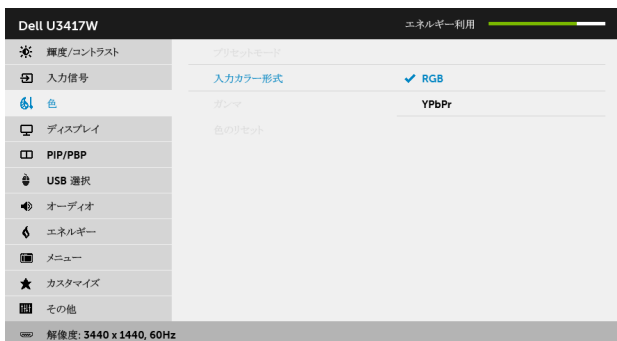 Dell U3417W
エネルギー利用
輝度/コントラスト
プリセットモード
入力信号
入力カラー形式
RGB
色
ガンマ
YPbPr
ディスプレイ
色のリセット
PIP/PBP
USB 選択
オーディオ
エネルギー
メニュー
カスタマイズ
その他
解像度: 3440 x 1440, 60Hz